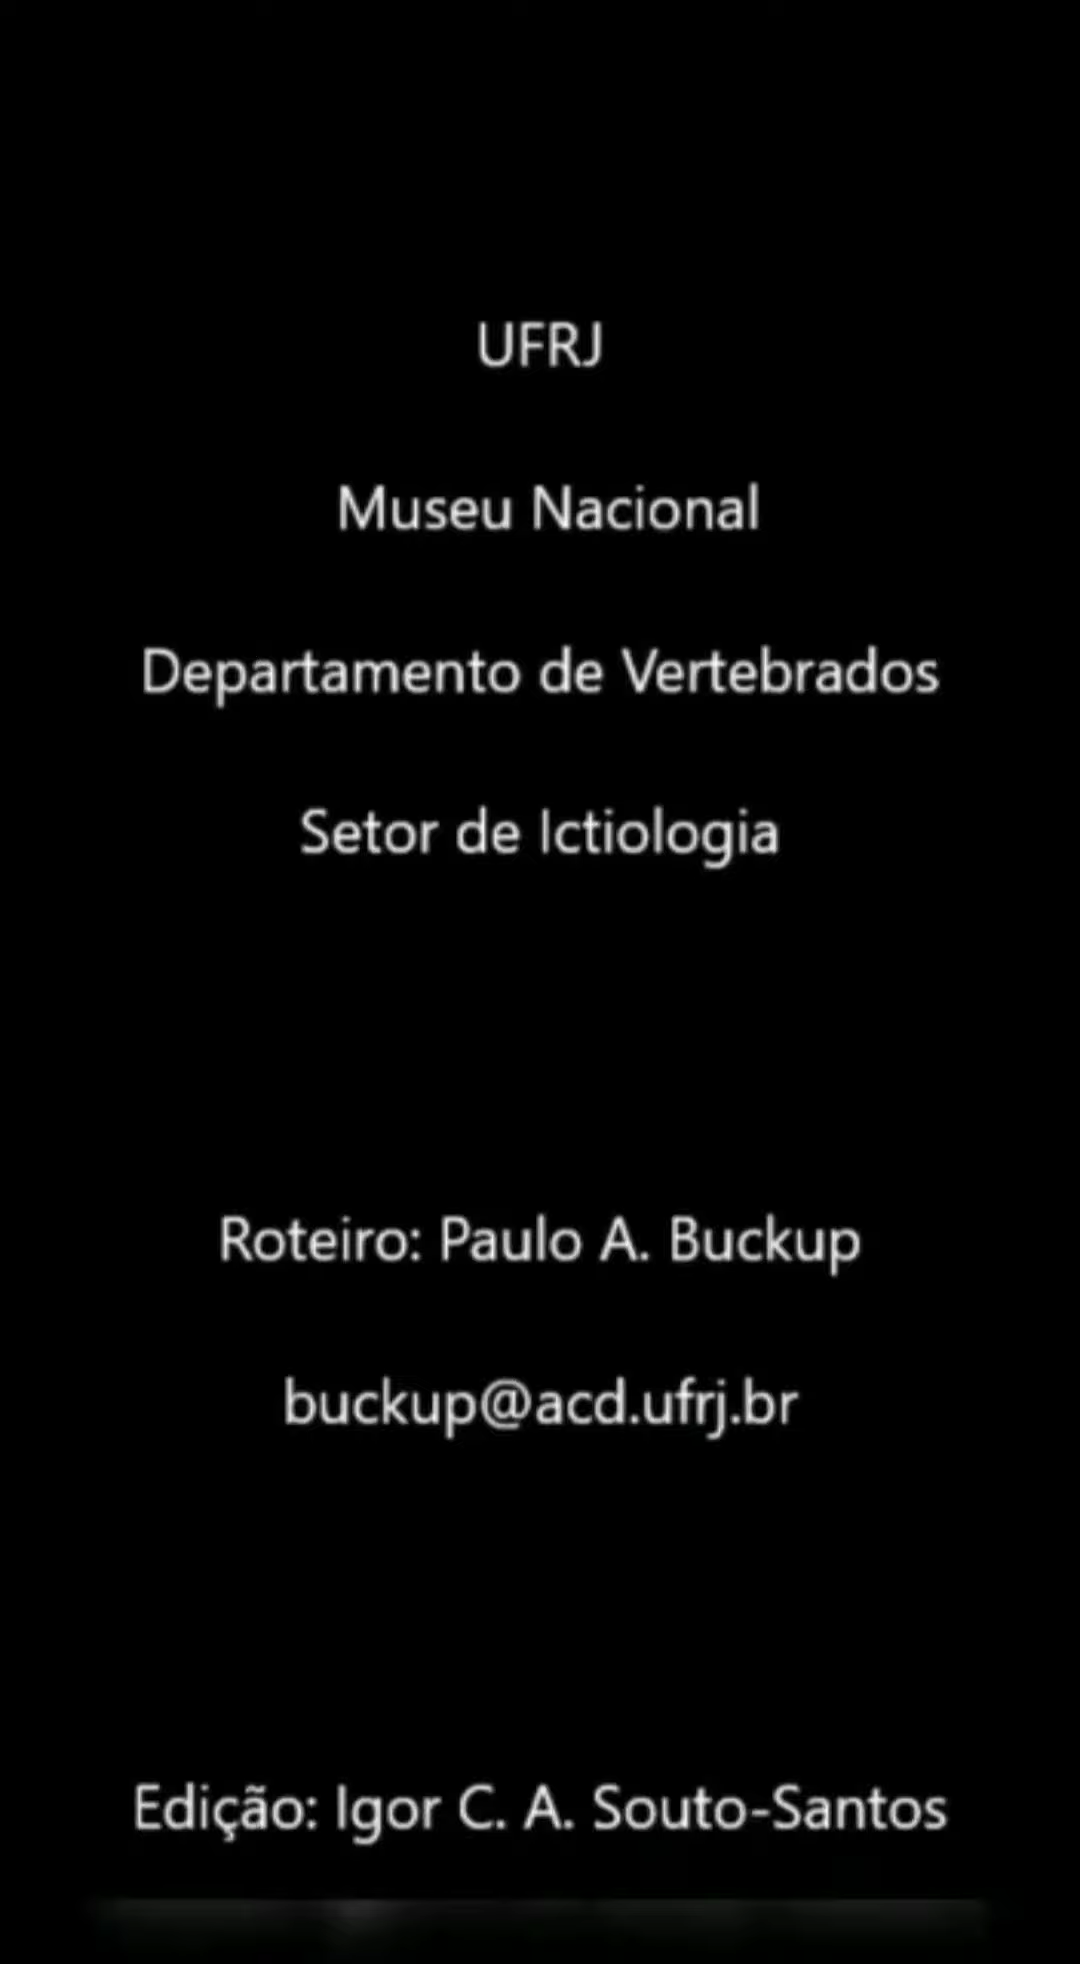 UFRJ
Museu Nacional
Departamento de Vertebrados
Setor de Ictiologia
Roteiro: Paulo A. Buckup
buckup@acd.ufrj.br
Edição: Igor C. A. Souto-Santos